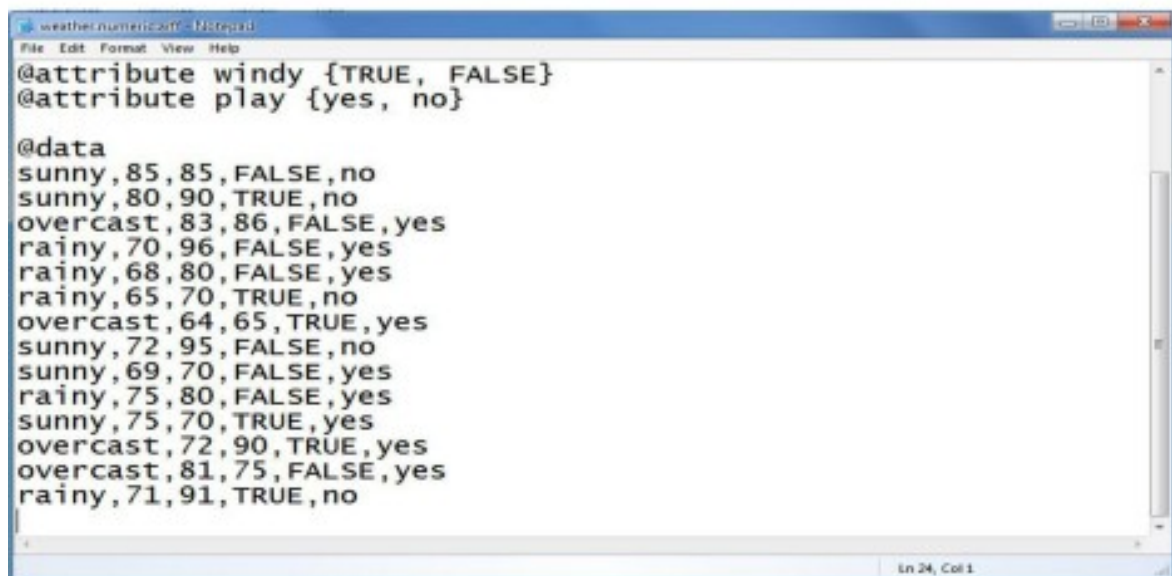 weather.numeric.arff - Notepad
File Edit Format View Help
@attribute windy {TRUE, FALSE}
@attribute play {yes, no}
@data
sunny,85,85,FALSE,no
sunny,80,90,TRUE,no
overcast,83,86,FALSE,yes
rainy,70,96,FALSE,yes
rainy,68,80,FALSE,yes
rainy,65,70,TRUE,no
overcast,64,65,TRUE,yes
sunny,72,95,FALSE,no
sunny,69,70,FALSE,yes
rainy,75,80,FALSE,yes
sunny,75,70,TRUE,yes
overcast,72,90,TRUE,yes
overcast,81,75,FALSE,yes
rainy,71,91,TRUE,no
Ln 24, Col 1